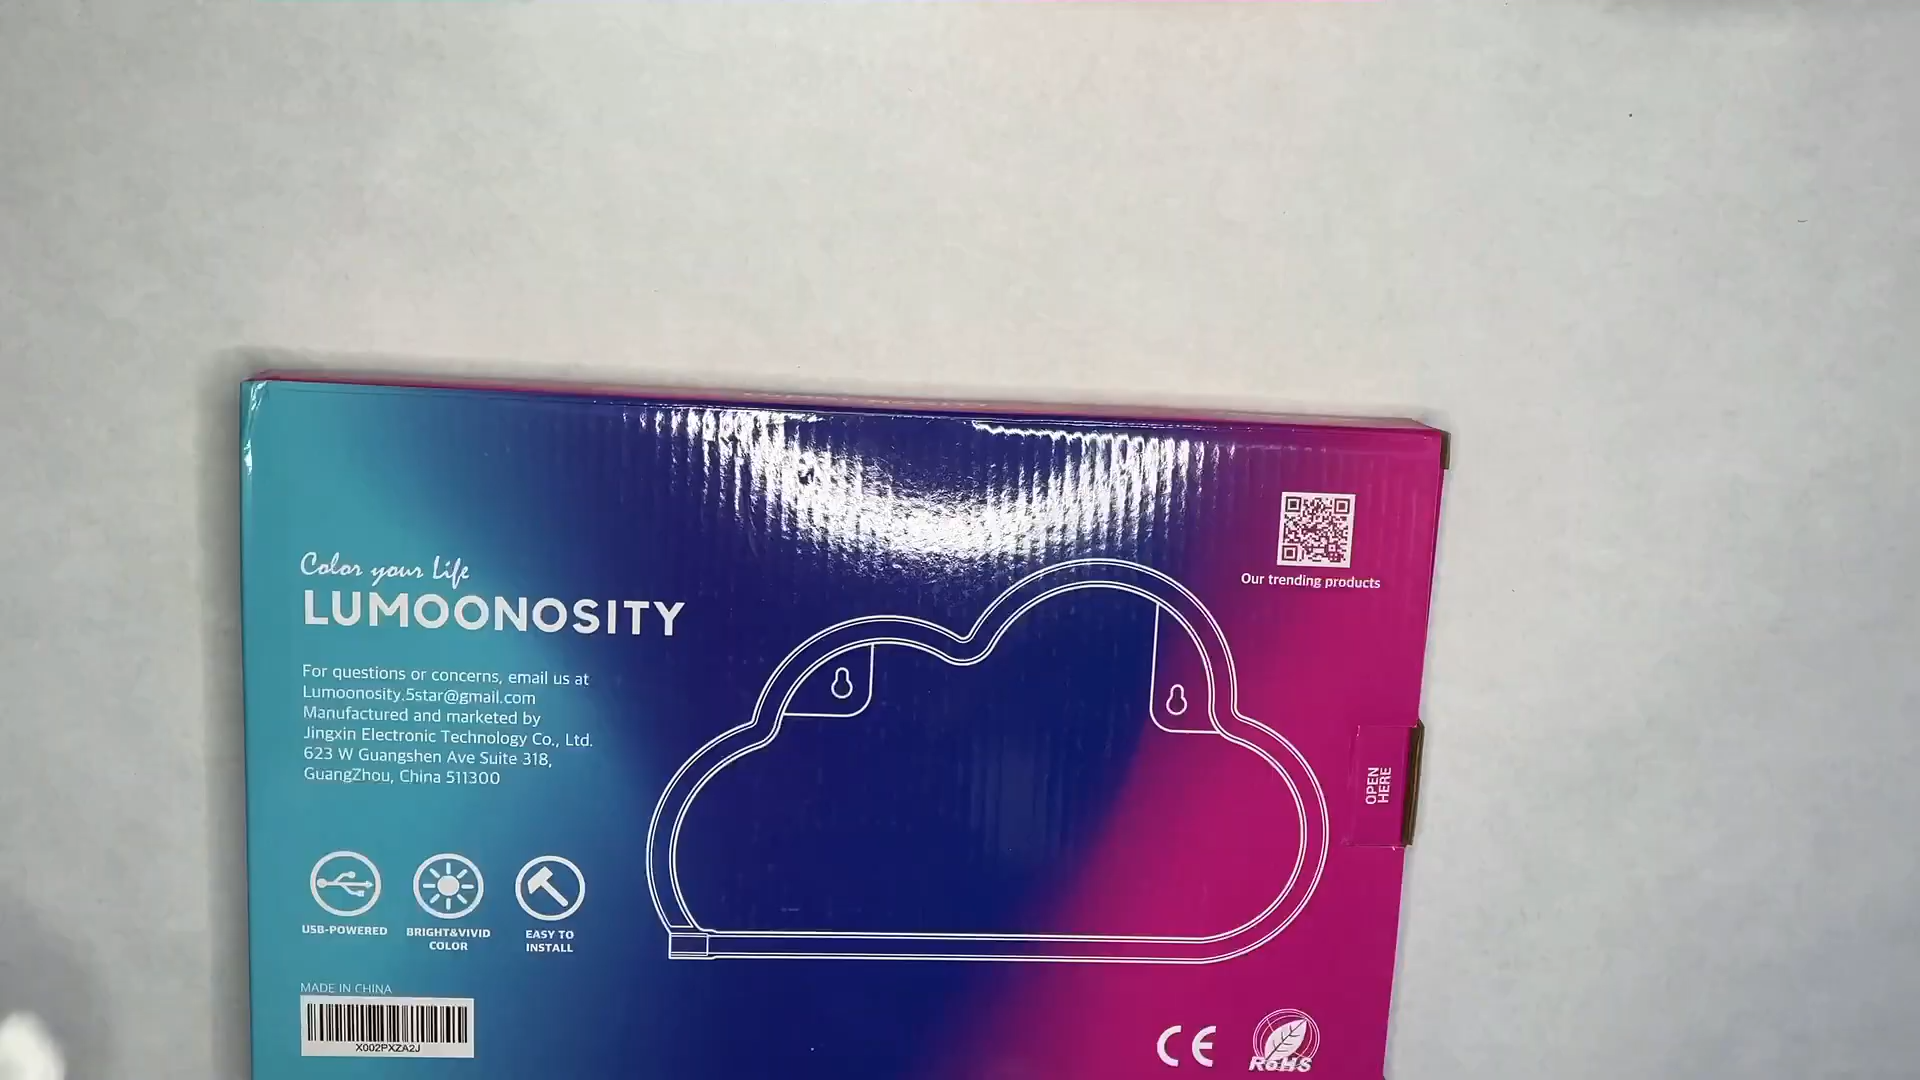 Color your Life
LUMOONOSITY
For questions or concerns, email us at
Lumoonosity.5star@gmail.com
Manufactured and marketed by
Jingxin Electronic Technology Co., Ltd.
623 W Guangshen Ave Suite 318,
GuangZhou, China 511300
USB-POWERED
BRIGHT&VIVID
COLOR
EASY TO
INSTALL
MADE IN CHINA
X002PXZA2J
Our trending products
OPEN
HERE
CE
RoHS